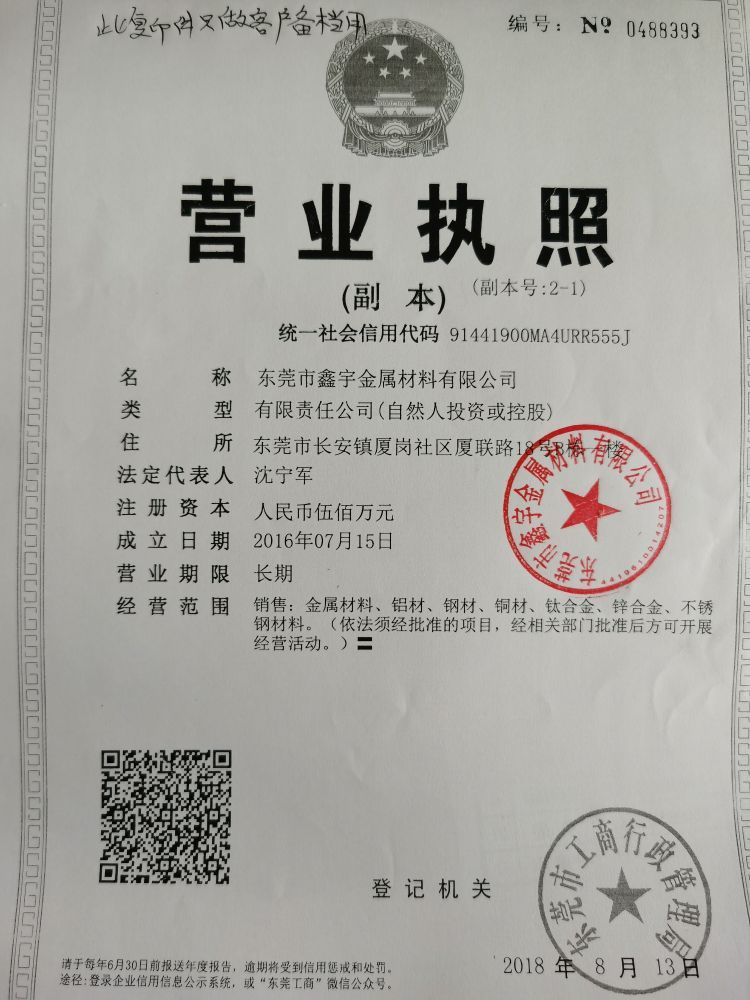 此复印件只做客户备档用
编号： № 0488393
营业执照
(副 本) (副本号:2-1)
统一社会信用代码 91441900MA4URR555J
名 称 东莞市鑫宇金属材料有限公司
类 型 有限责任公司(自然人投资或控股)
住 所 东莞市长安镇厦岗社区厦联路18号B栋一楼
法定代表人 沈宁军
注册资本 人民币伍佰万元
成立日期 2016年07月15日
营业期限 长期
经营范围 销售：金属材料、铝材、钢材、铜材、钛合金、锌合金、不锈
钢材料。（依法须经批准的项目，经相关部门批准后方可开展
经营活动。）〓
东莞市鑫宇金属材料有限公司
4419610014207
登记机关
东莞市工商行政管理局
2018 年 8 月 13 日
请于每年6月30日前报送年度报告，逾期将受到信用惩戒和处罚。
途径:登录企业信用信息公示系统，或“东莞工商”微信公众号。